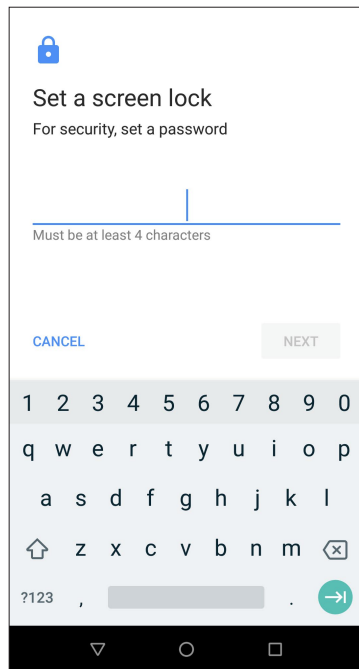 Set a screen lock
For security, set a password
Must be at least 4 characters
CANCEL NEXT
1 2 3 4 5 6 7 8 9 0
q w e r t y u i o p
a s d f g h j k l
z x c v b n m
?123 , .